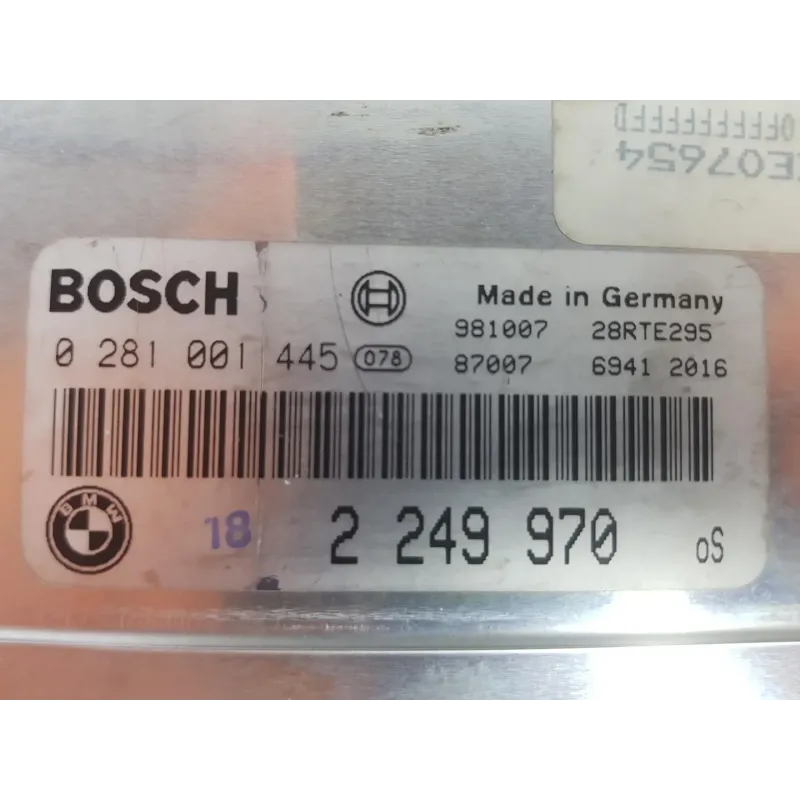 0FFFFFFFFD
E07654
BOSCH
Made in Germany
981007 28RTE295
0 281 001 445 078 87007 6941 2016
BMW
18 2 249 970 oS